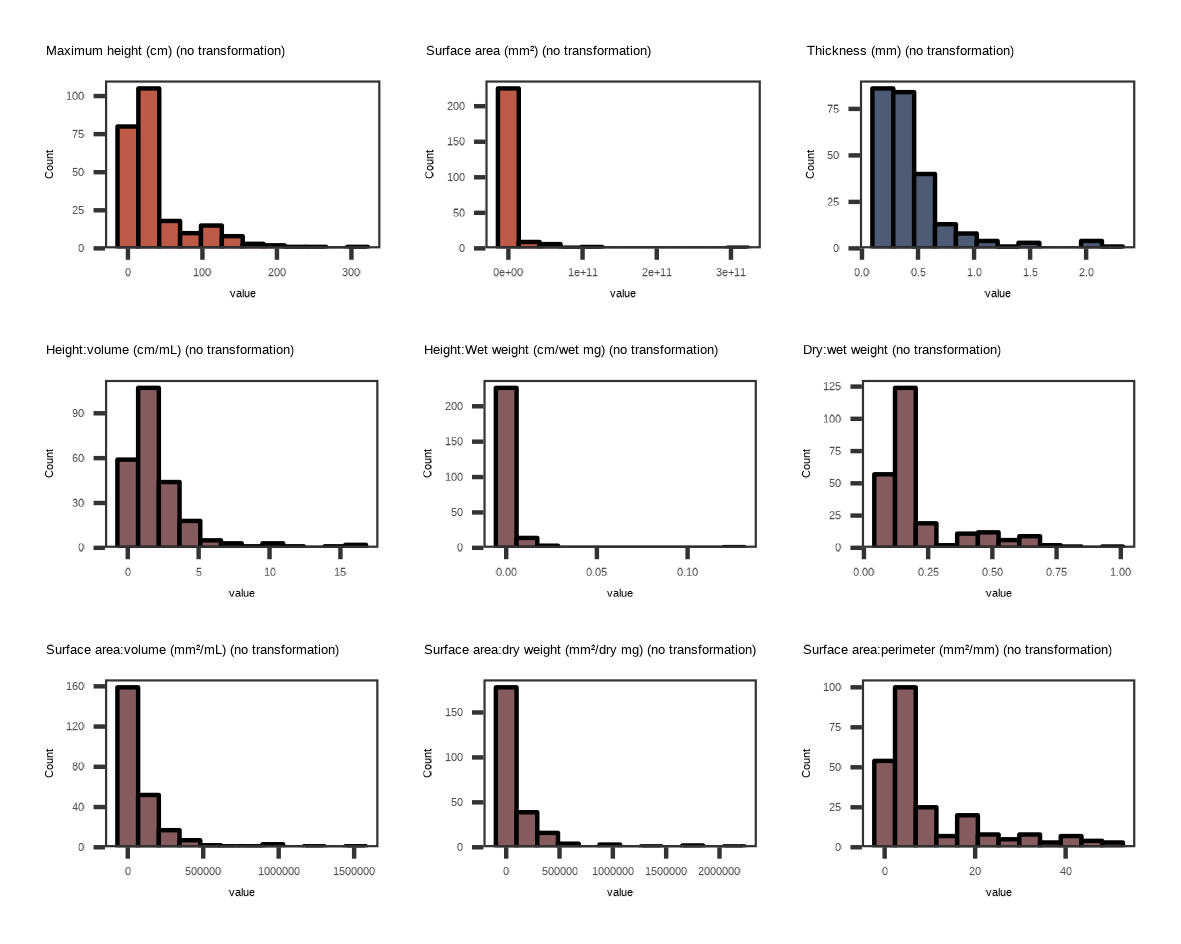 Maximum height (cm) (no transformation)
Surface area (mm²) (no transformation)
Thickness (mm) (no transformation)
100
75
50
25
0
Count
0 100 200 300
value
200
150
100
50
0
Count
0e+00 1e+11 2e+11 3e+11
value
75
50
25
0
Count
0.0 0.5 1.0 1.5 2.0
value
Height:volume (cm/mL) (no transformation)
Height:Wet weight (cm/wet mg) (no transformation)
Dry:wet weight (no transformation)
90
60
30
0
Count
0 5 10 15
value
200
150
100
50
0
Count
0.00 0.05 0.10
value
125
100
75
50
25
0
Count
0.00 0.25 0.50 0.75 1.00
value
Surface area:volume (mm²/mL) (no transformation)
Surface area:dry weight (mm²/dry mg) (no transformation)
Surface area:perimeter (mm²/mm) (no transformation)
160
120
80
40
0
Count
0 500000 1000000 1500000
value
150
100
50
0
Count
0 500000 1000000 1500000 2000000
value
100
75
50
25
0
Count
0 20 40
value